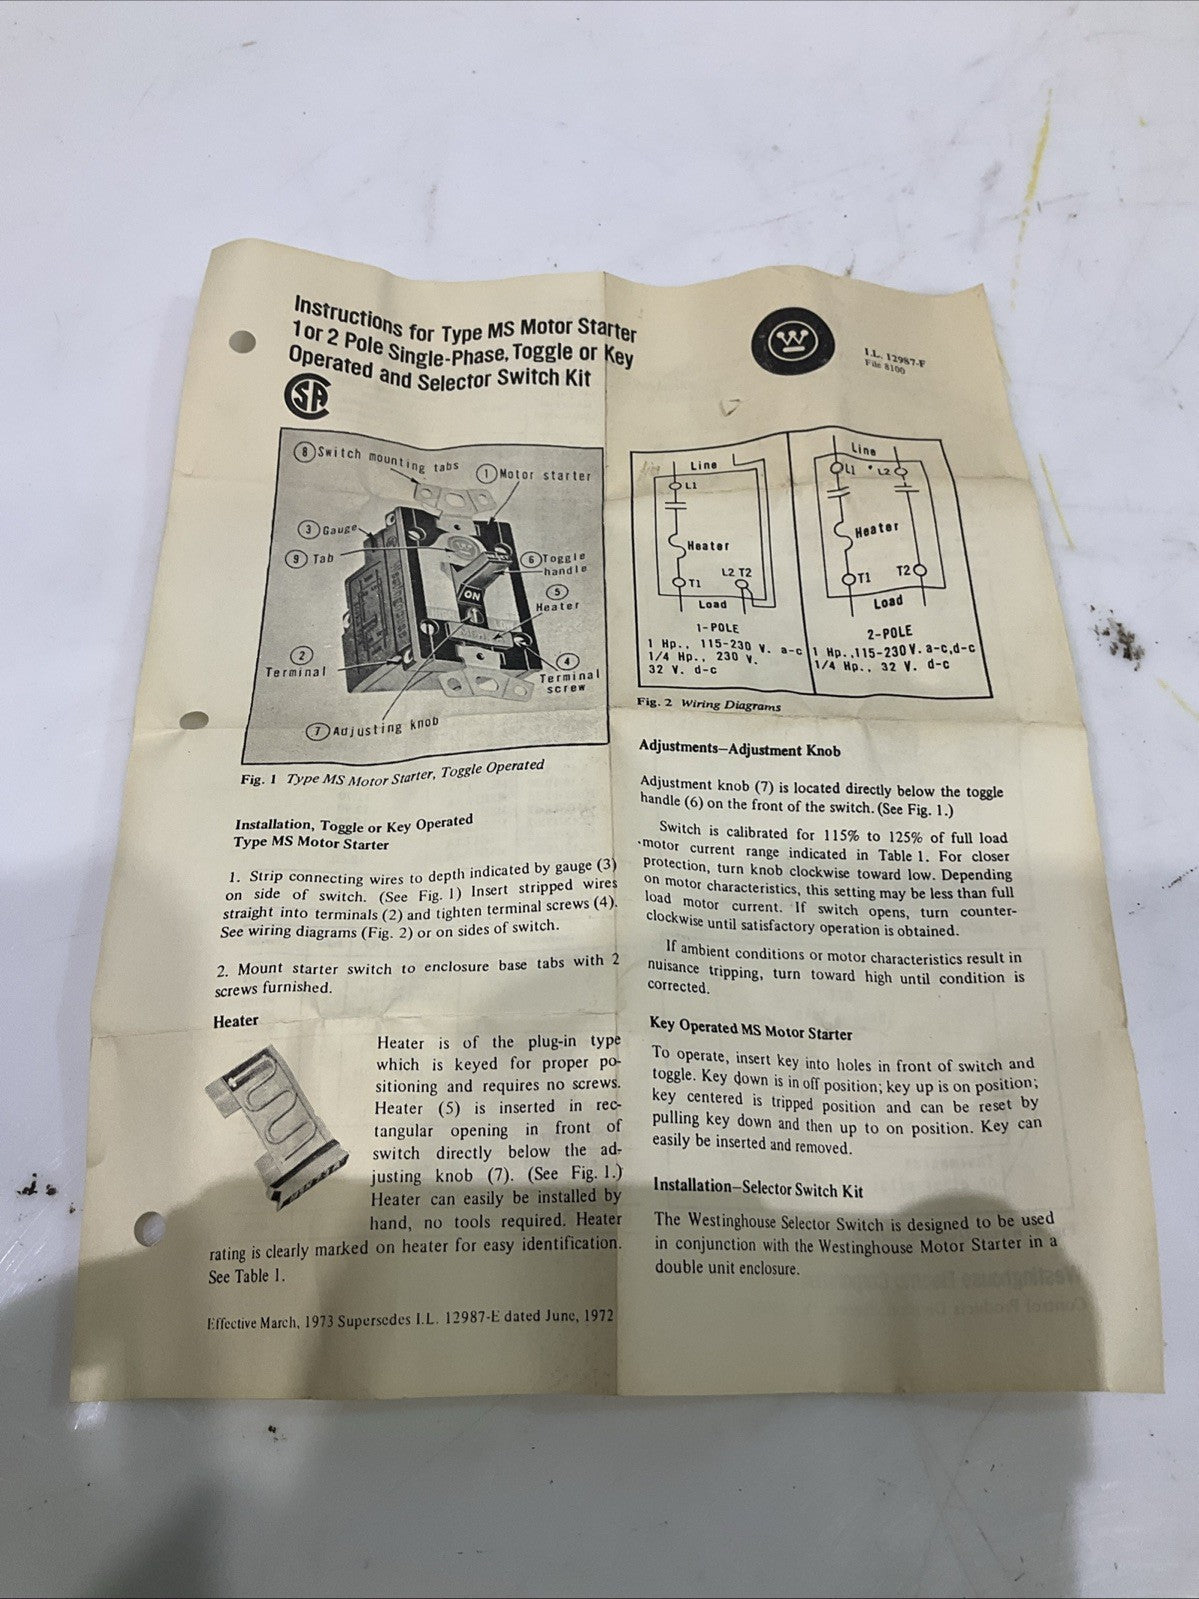 Instructions for Type MS Motor Starter
1 or 2 Pole Single-Phase, Toggle or Key
Operated and Selector Switch Kit
SA
W
I.L. 12987-F
File 8100
8 Switch mounting tabs
1 Motor starter
3 Gauge
9 Tab
6 Toggle
handle
ON
5
Heater
2
Terminal
4
Terminal
screw
7 Adjusting knob
Fig. 1 Type MS Motor Starter, Toggle Operated
Installation, Toggle or Key Operated
Type MS Motor Starter
1. Strip connecting wires to depth indicated by gauge (3)
on side of switch. (See Fig. 1) Insert stripped wires
straight into terminals (2) and tighten terminal screws (4).
See wiring diagrams (Fig. 2) or on sides of switch.
2. Mount starter switch to enclosure base tabs with 2
screws furnished.
Heater
Heater is of the plug-in type
which is keyed for proper po-
sitioning and requires no screws.
Heater (5) is inserted in rec-
tangular opening in front of
switch directly below the ad-
justing knob (7). (See Fig. 1.)
Heater can easily be installed by
hand, no tools required. Heater
rating is clearly marked on heater for easy identification.
See Table 1.
Effective March, 1973 Supersedes I.L. 12987-E dated June, 1972
Line
L1
Heater
T1
L2 T2
Load
1-POLE
1 Hp., 115-230 V. a-c
1/4 Hp., 230 V.
32 V. d-c
Line
L1 L2
Heater
T1 T2
Load
2-POLE
1 Hp.,115-230 V. a-c,d-c
1/4 Hp., 32 V. d-c
Fig. 2 Wiring Diagrams
Adjustments—Adjustment Knob
Adjustment knob (7) is located directly below the toggle
handle (6) on the front of the switch. (See Fig. 1.)
Switch is calibrated for 115% to 125% of full load
motor current range indicated in Table 1. For closer
protection, turn knob clockwise toward low. Depending
on motor characteristics, this setting may be less than full
load motor current. If switch opens, turn counter-
clockwise until satisfactory operation is obtained.
If ambient conditions or motor characteristics result in
nuisance tripping, turn toward high until condition is
corrected.
Key Operated MS Motor Starter
To operate, insert key into holes in front of switch and
toggle. Key down is in off position; key up is on position;
key centered is tripped position and can be reset by
pulling key down and then up to on position. Key can
easily be inserted and removed.
Installation—Selector Switch Kit
The Westinghouse Selector Switch is designed to be used
in conjunction with the Westinghouse Motor Starter in a
double unit enclosure.